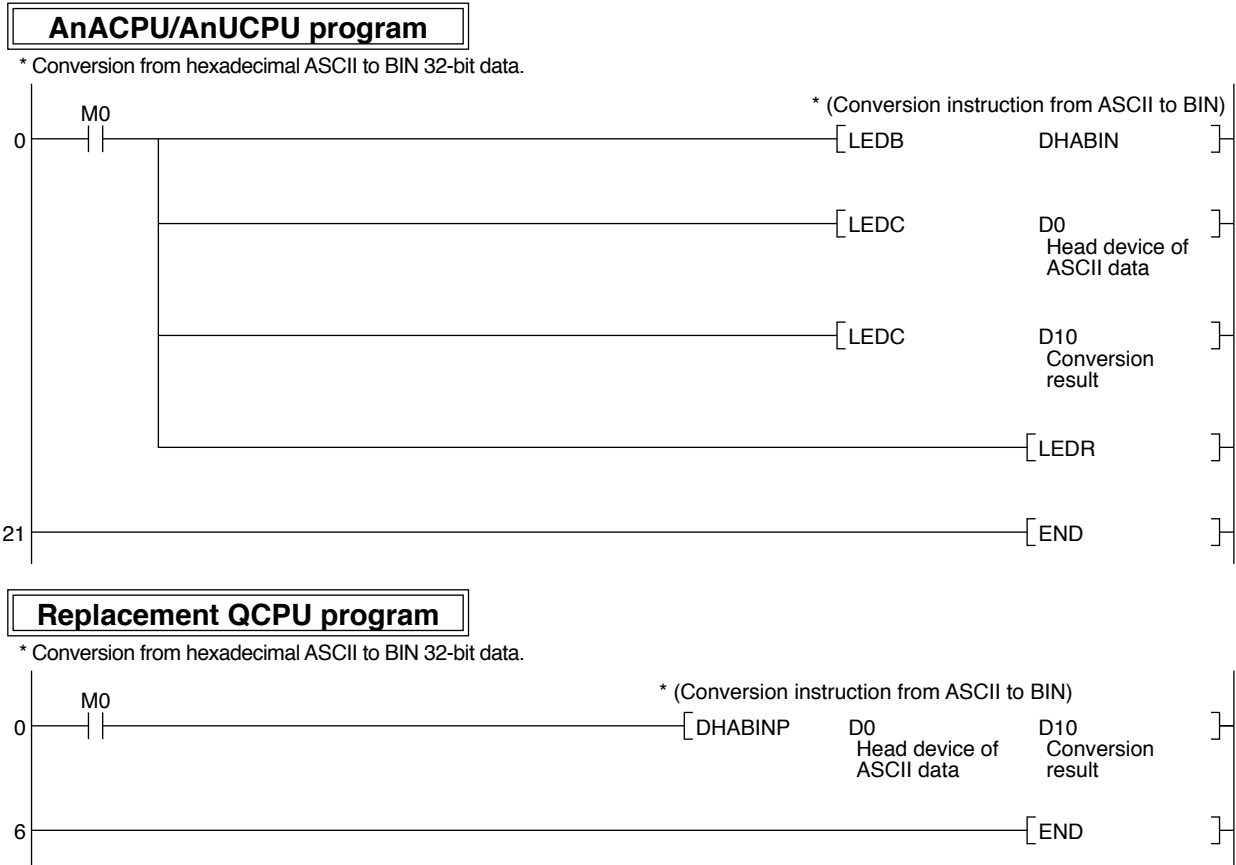 AnACPU/AnUCPU program
* Conversion from hexadecimal ASCII to BIN 32-bit data.
* (Conversion instruction from ASCII to BIN)
M0
0
LEDB DHABIN
LEDC D0
Head device of
ASCII data
LEDC D10
Conversion
result
LEDR
21
END
Replacement QCPU program
* Conversion from hexadecimal ASCII to BIN 32-bit data.
* (Conversion instruction from ASCII to BIN)
M0
0
DHABINP D0 D10
Head device of Conversion
ASCII data result
6
END